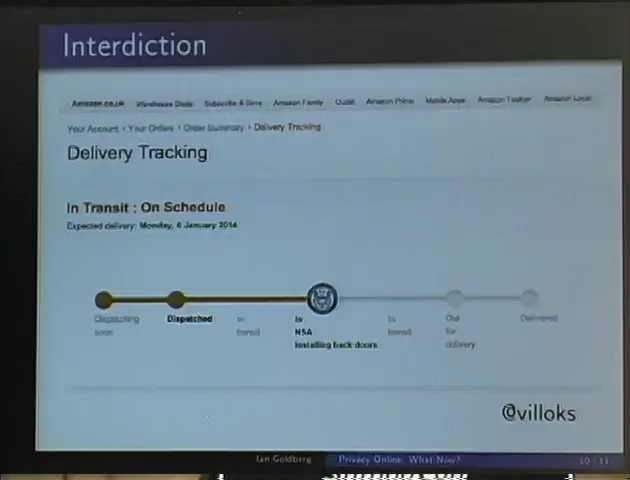 Interdiction
Amazon.co.uk Warehouse Deals Subscribe & Save Amazon Family Outlet Amazon Prime Mobile Apps Amazon Toolbar Amazon Local
Your Account › Your Orders › Order Summary › Delivery Tracking
Delivery Tracking
In Transit : On Schedule
Expected delivery: Monday, 6 January 2014
Dispatching soon
Dispatched
In transit
In NSA
Installing back doors
In transit
Out for delivery
Delivered
@villoks
Ian Goldberg Privacy Online: What Now? 10 / 11